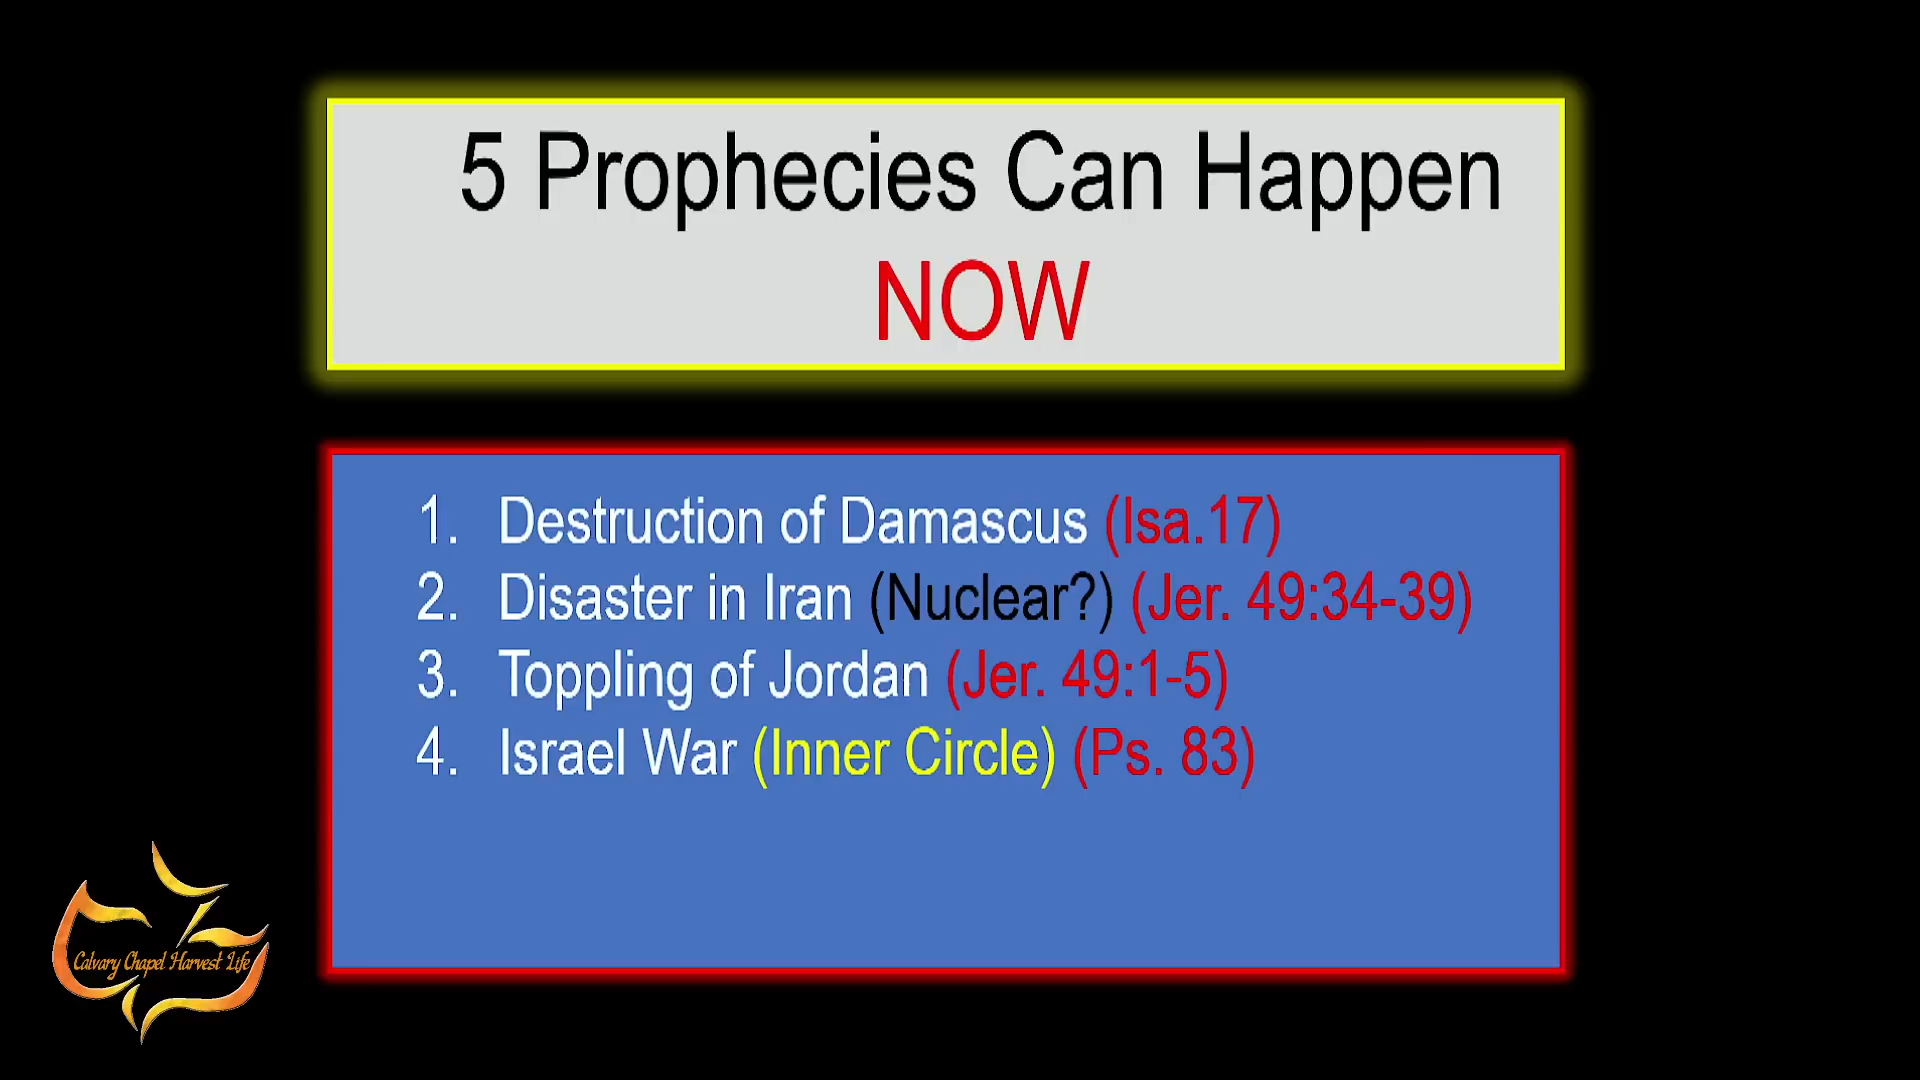 5 Prophecies Can Happen
NOW
1. Destruction of Damascus (Isa.17)
2. Disaster in Iran (Nuclear?) (Jer. 49:34-39)
3. Toppling of Jordan (Jer. 49:1-5)
4. Israel War (Inner Circle) (Ps. 83)
Calvary Chapel Harvest Life